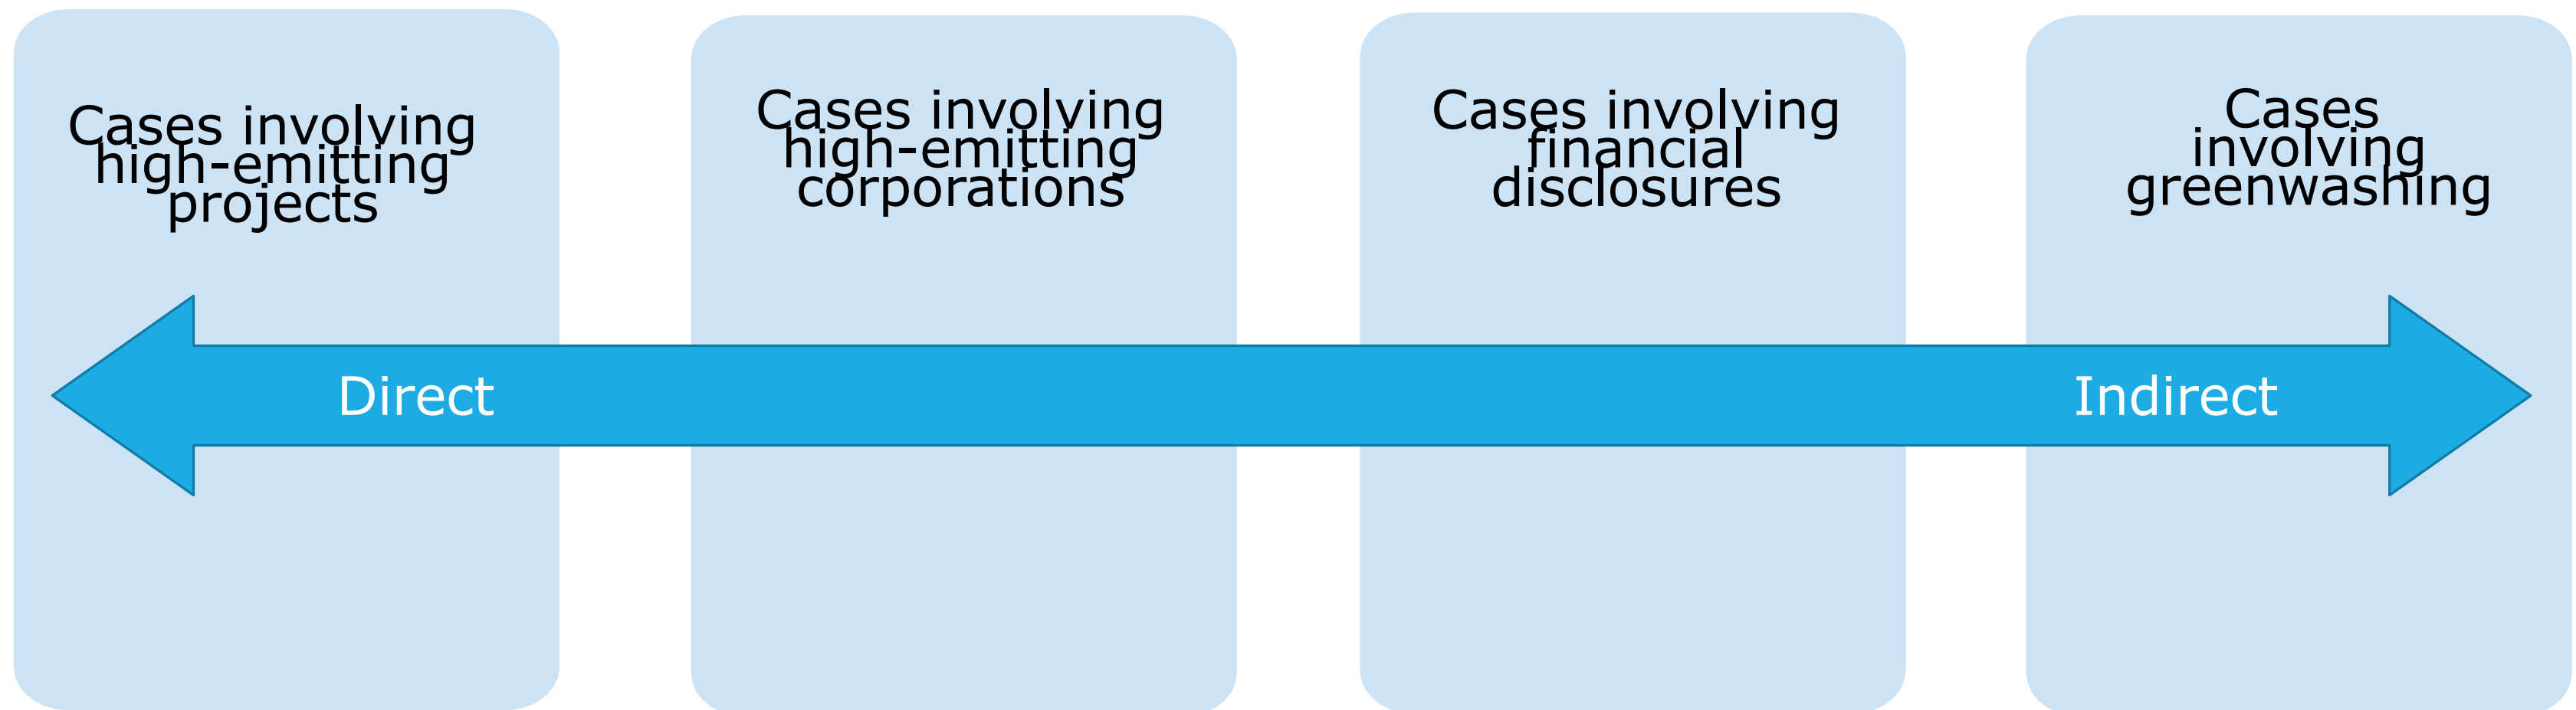 Cases involving
high-emitting
projects
Cases involving
high-emitting
corporations
Cases involving
financial
disclosures
Cases
involving
greenwashing
Direct
Indirect